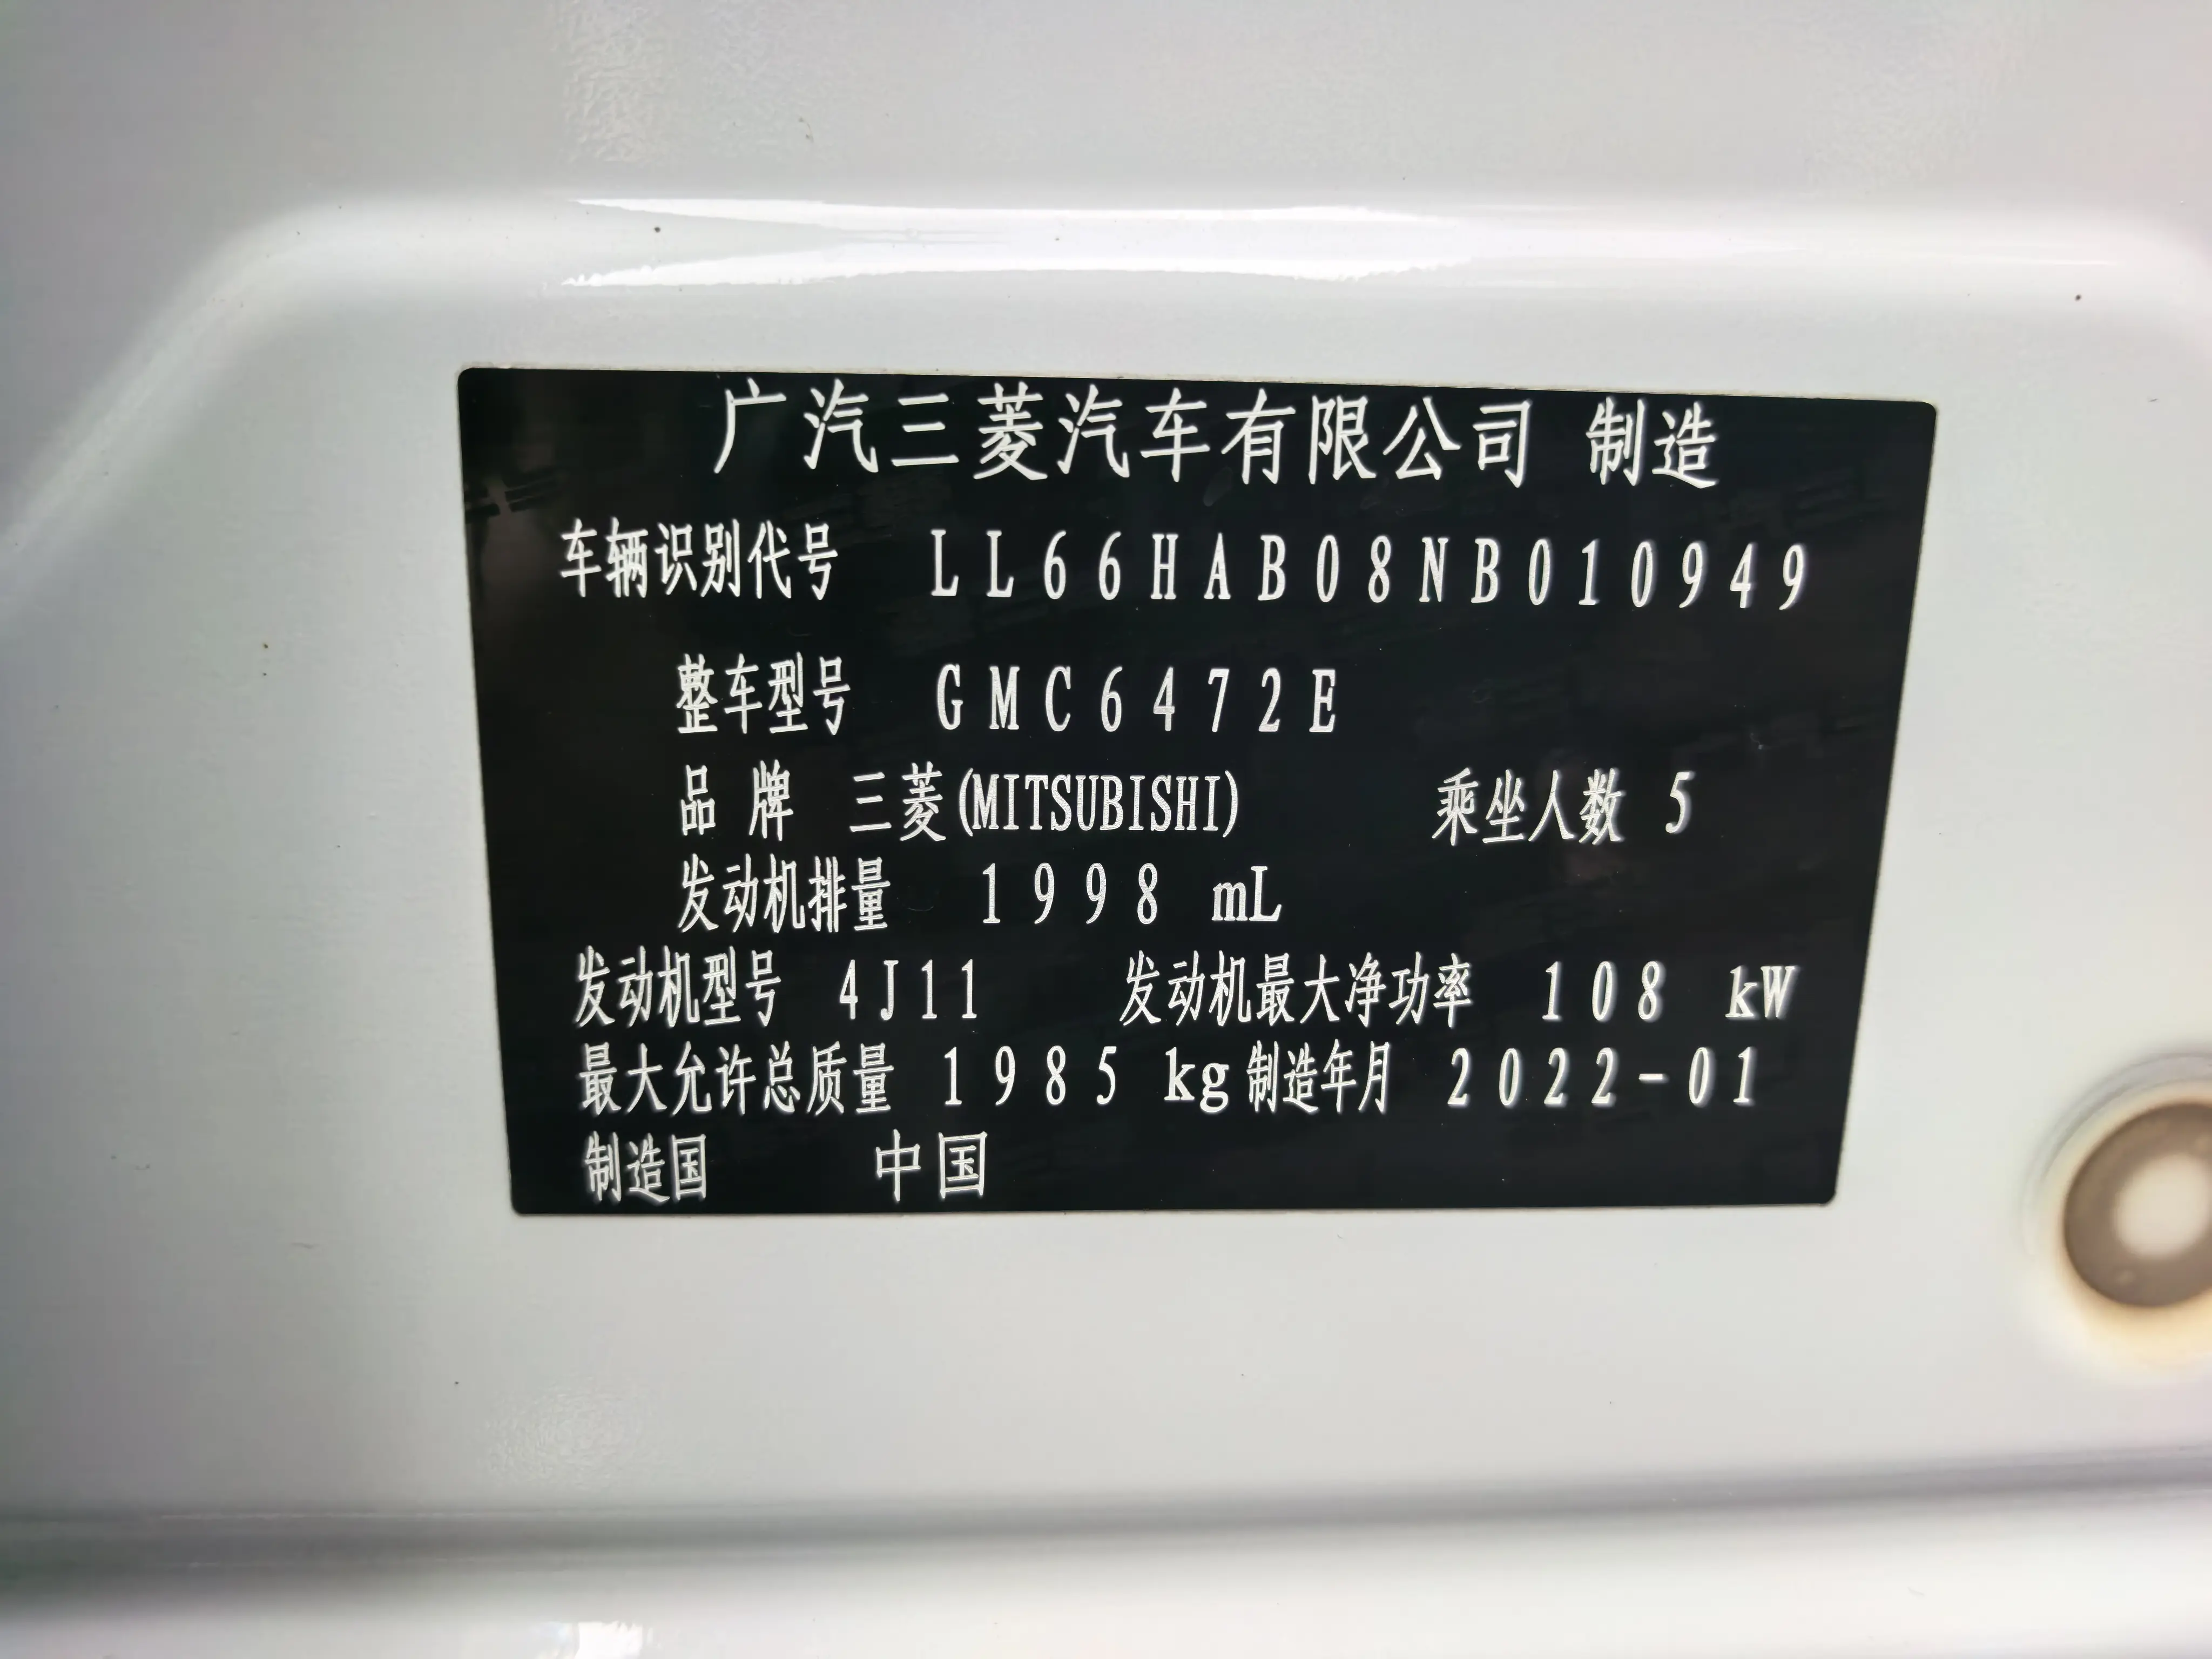 广汽三菱汽车有限公司 制造
车辆识别代号 LL66HAB08NB010949
整车型号 GMC6472E
品 牌 三菱(MITSUBISHI) 乘坐人数 5
发动机排量 1998 mL
发动机型号 4J11 发动机最大净功率 108 kW
最大允许总质量 1985 kg 制造年月 2022-01
制造国 中国